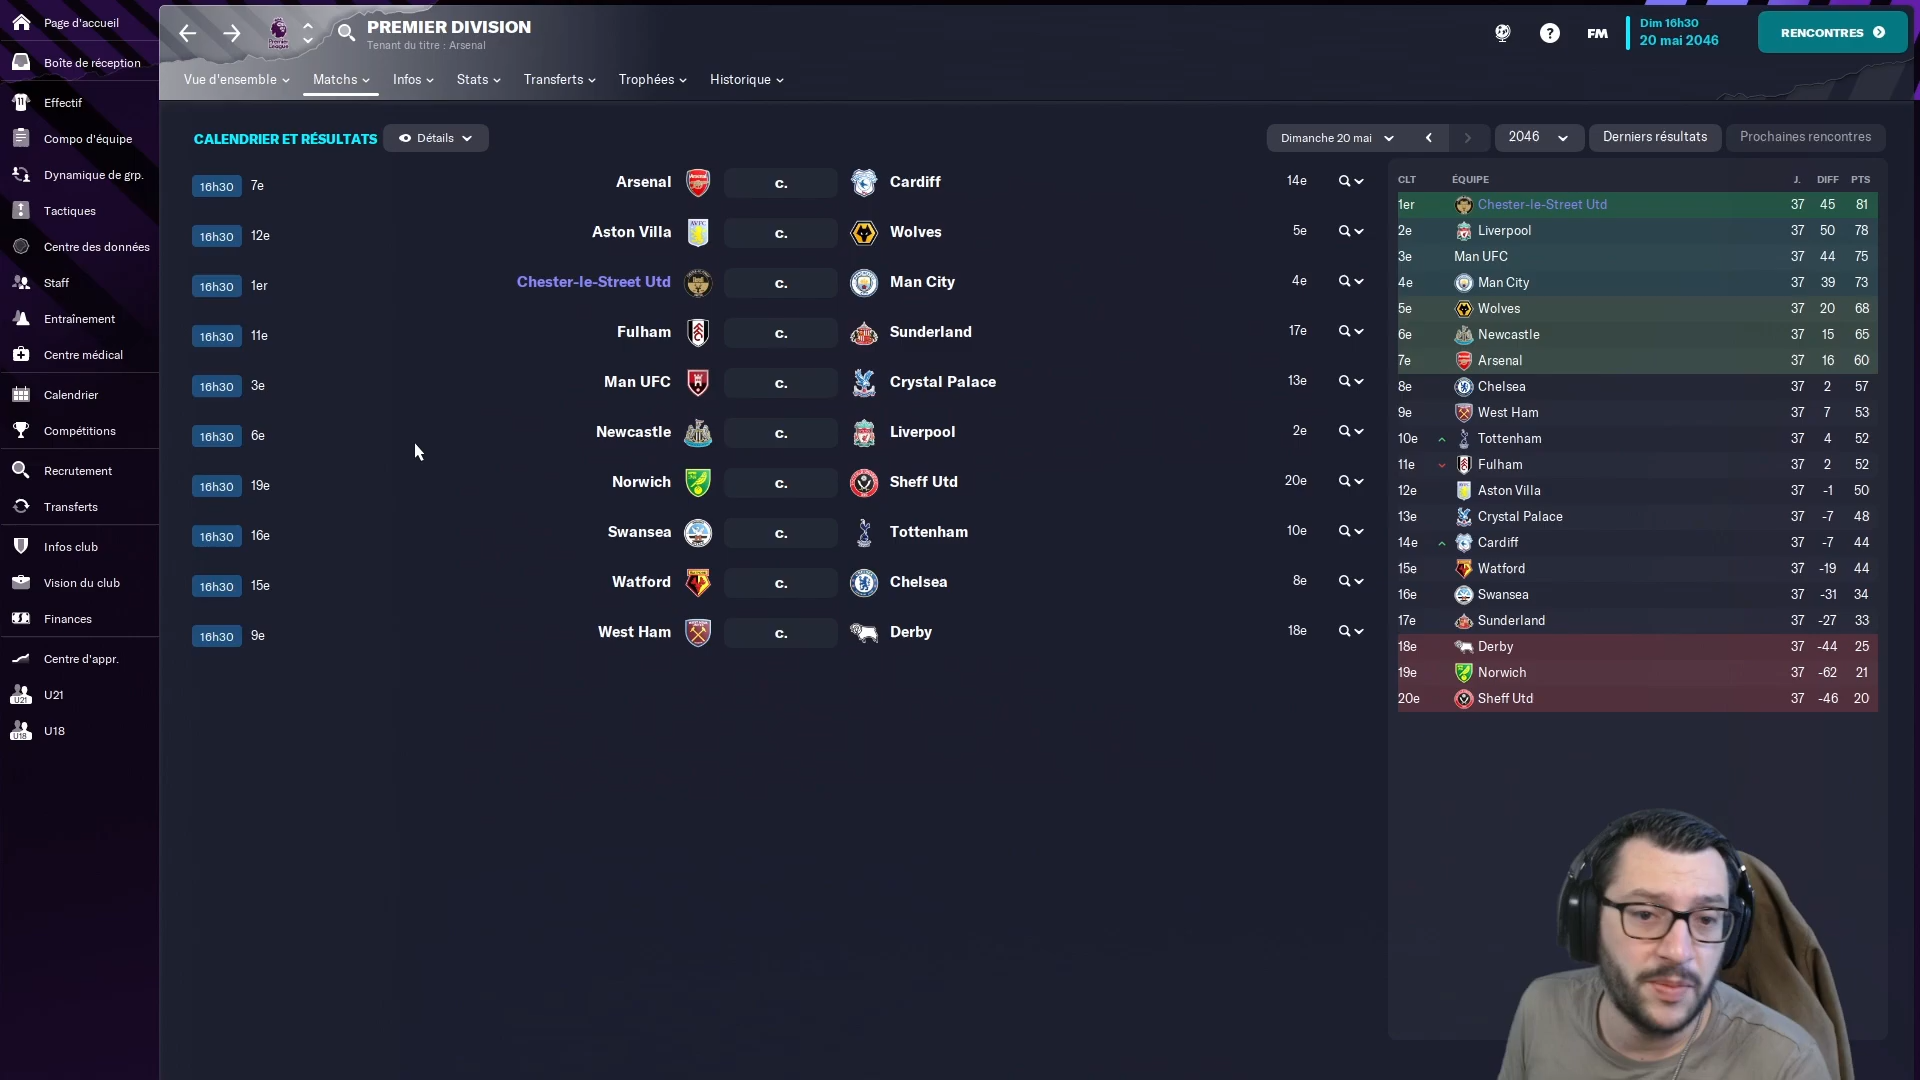 Page d'accueil
Boîte de réception
Effectif
Compo d'équipe
Dynamique de grp.
Tactiques
Centre des données
Staff
Entraînement
Centre médical
Calendrier
Compétitions
Recrutement
Transferts
Infos club
Vision du club
Finances
Centre d'appr.
U21
U21
U18
U18
PREMIER DIVISION
Tenant du titre : Arsenal
FM
Dim 16h30
20 mai 2046
RENCONTRES
Vue d'ensemble
Matchs
Infos
Stats
Transferts
Trophées
Historique
CALENDRIER ET RÉSULTATS
Détails
Dimanche 20 mai
2046
Derniers résultats
Prochaines rencontres
16h30 7e Arsenal c. Cardiff 14e
16h30 12e Aston Villa c. Wolves 5e
16h30 1er Chester-le-Street Utd c. Man City 4e
16h30 11e Fulham c. Sunderland 17e
16h30 3e Man UFC c. Crystal Palace 13e
16h30 6e Newcastle c. Liverpool 2e
16h30 19e Norwich c. Sheff Utd 20e
16h30 16e Swansea c. Tottenham 10e
16h30 15e Watford c. Chelsea 8e
16h30 9e West Ham c. Derby 18e
CLT ÉQUIPE J. DIFF PTS
1er Chester-le-Street Utd 37 45 81
2e Liverpool 37 50 78
3e Man UFC 37 44 75
4e Man City 37 39 73
5e Wolves 37 20 68
6e Newcastle 37 15 65
7e Arsenal 37 16 60
8e Chelsea 37 2 57
9e West Ham 37 7 53
10e Tottenham 37 4 52
11e Fulham 37 2 52
12e Aston Villa 37 -1 50
13e Crystal Palace 37 -7 48
14e Cardiff 37 -7 44
15e Watford 37 -19 44
16e Swansea 37 -31 34
17e Sunderland 37 -27 33
18e Derby 37 -44 25
19e Norwich 37 -62 21
20e Sheff Utd 37 -46 20